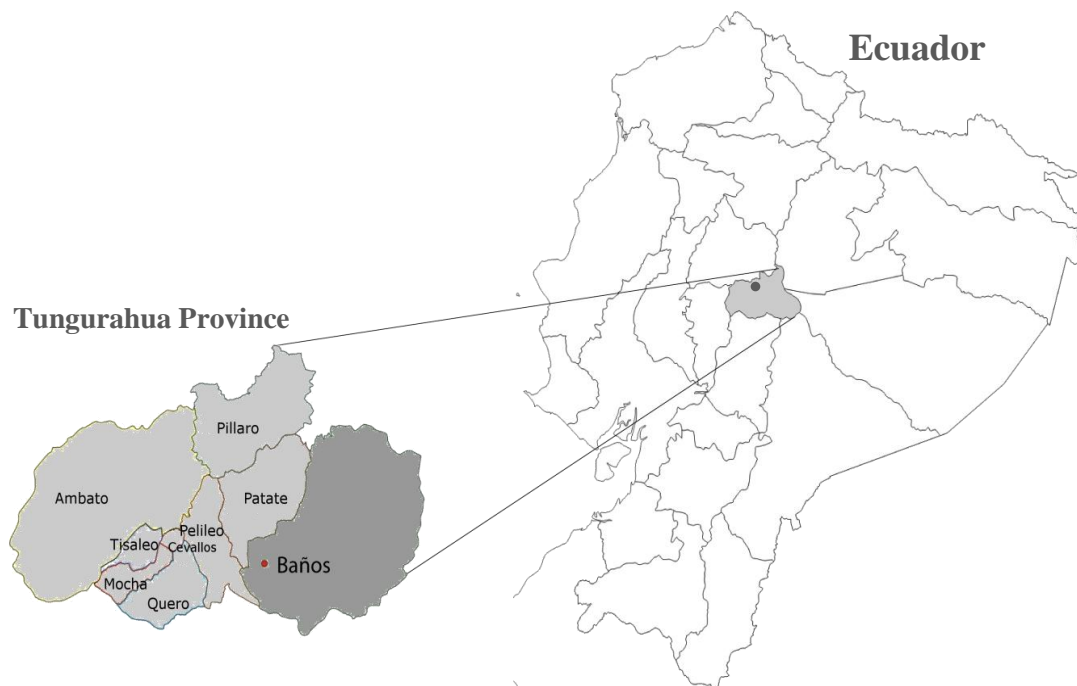 Ecuador
Tungurahua Province
Pillaro
Ambato
Patate
Pelileo
Tisaleo
Cevallos
Baños
Mocha
Quero